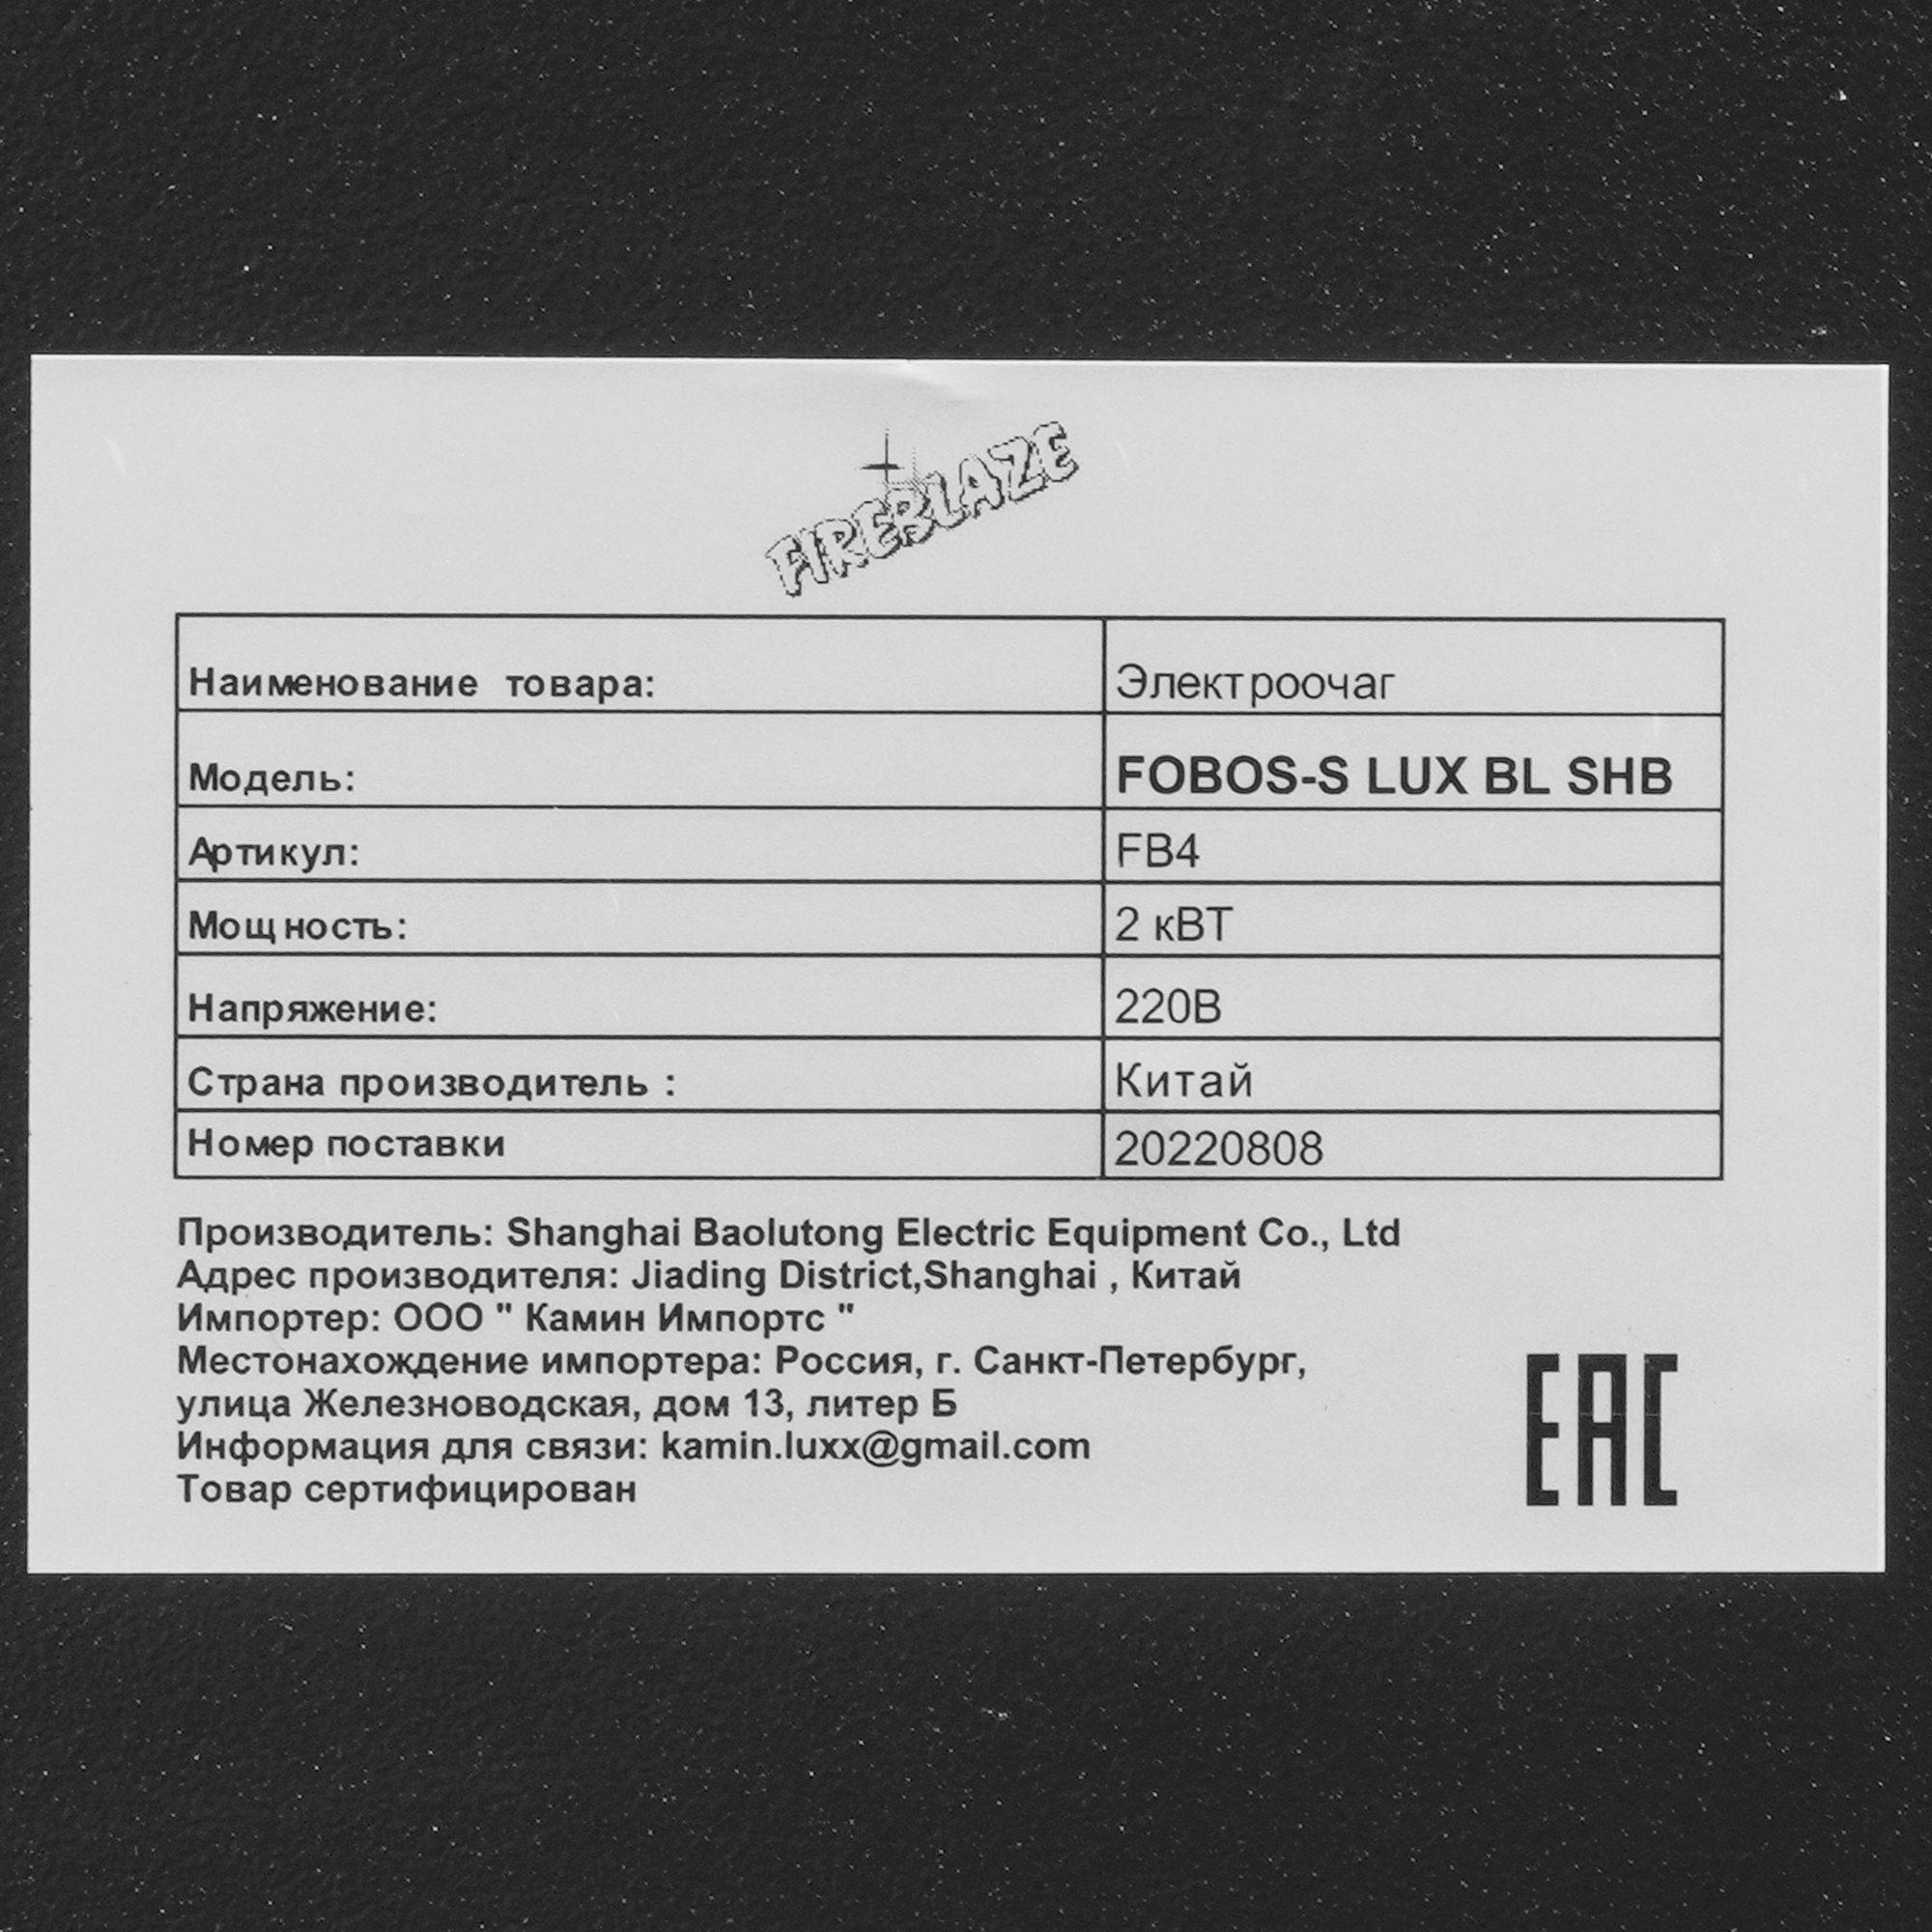 FIREBLAZE
Наименование товара: Электроочаг
Модель: FOBOS-S LUX BL SHB
Артикул: FB4
Мощность: 2 кВТ
Напряжение: 220В
Страна производитель : Китай
Номер поставки 20220808
Производитель: Shanghai Baolutong Electric Equipment Co., Ltd
Адрес производителя: Jiading District,Shanghai , Китай
Импортер: ООО " Камин Импортс "
Местонахождение импортера: Россия, г. Санкт-Петербург,
улица Железноводская, дом 13, литер Б
Информация для связи: kamin.luxx@gmail.com
Товар сертифицирован
EAC